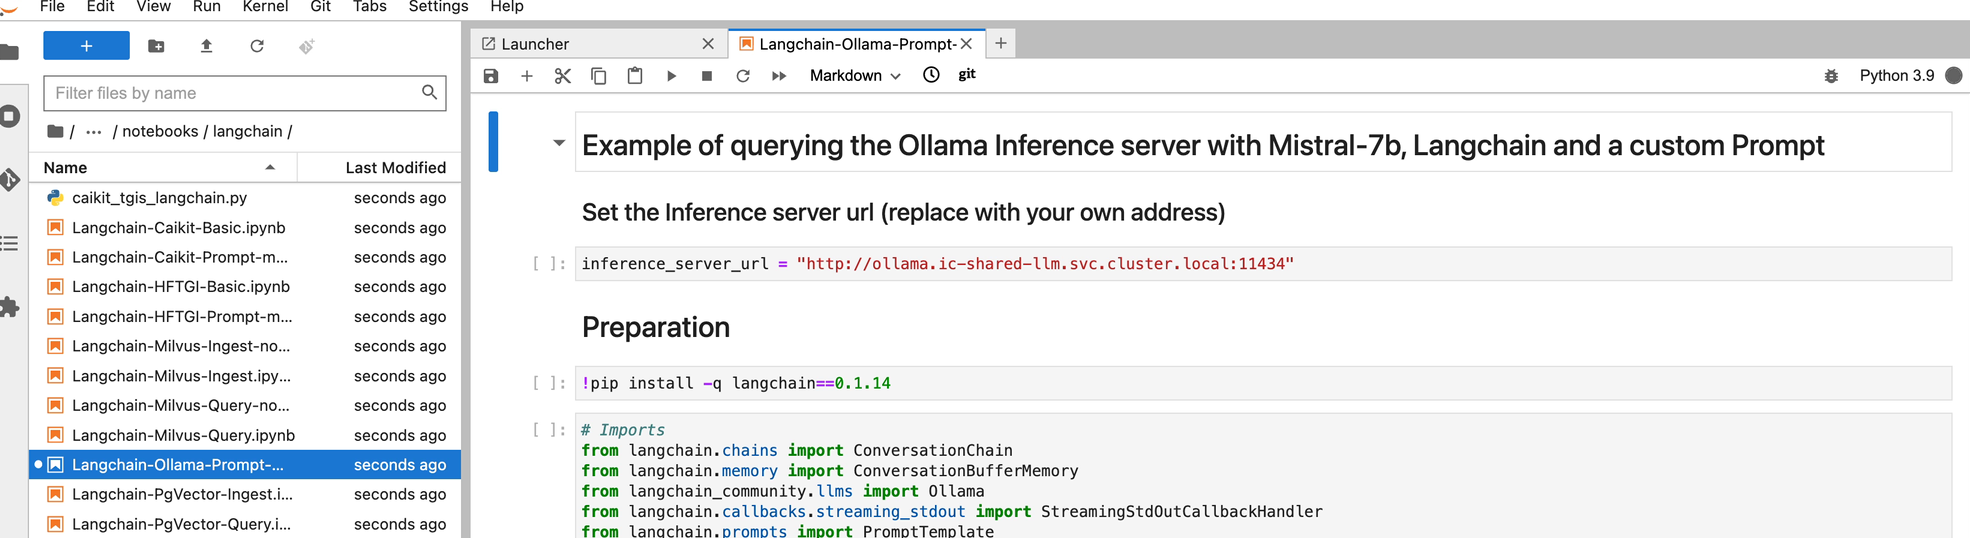 File Edit View Run Kernel Git Tabs Settings Help
+
Filter files by name
/ ... / notebooks / langchain /
Name Last Modified
caikit_tgis_langchain.py seconds ago
Langchain-Caikit-Basic.ipynb seconds ago
Langchain-Caikit-Prompt-m... seconds ago
Langchain-HFTGI-Basic.ipynb seconds ago
Langchain-HFTGI-Prompt-m... seconds ago
Langchain-Milvus-Ingest-no... seconds ago
Langchain-Milvus-Ingest.ipy... seconds ago
Langchain-Milvus-Query-no... seconds ago
Langchain-Milvus-Query.ipynb seconds ago
Langchain-Ollama-Prompt-... seconds ago
Langchain-PgVector-Ingest.i... seconds ago
Langchain-PgVector-Query.i... seconds ago
Launcher Langchain-Ollama-Prompt- +
Markdown git Python 3.9
Example of querying the Ollama Inference server with Mistral-7b, Langchain and a custom Prompt
Set the Inference server url (replace with your own address)
[ ]: inference_server_url = "http://ollama.ic-shared-llm.svc.cluster.local:11434"
Preparation
[ ]: !pip install -q langchain==0.1.14
[ ]: # Imports
from langchain.chains import ConversationChain
from langchain.memory import ConversationBufferMemory
from langchain_community.llms import Ollama
from langchain.callbacks.streaming_stdout import StreamingStdOutCallbackHandler
from langchain.prompts import PromptTemplate